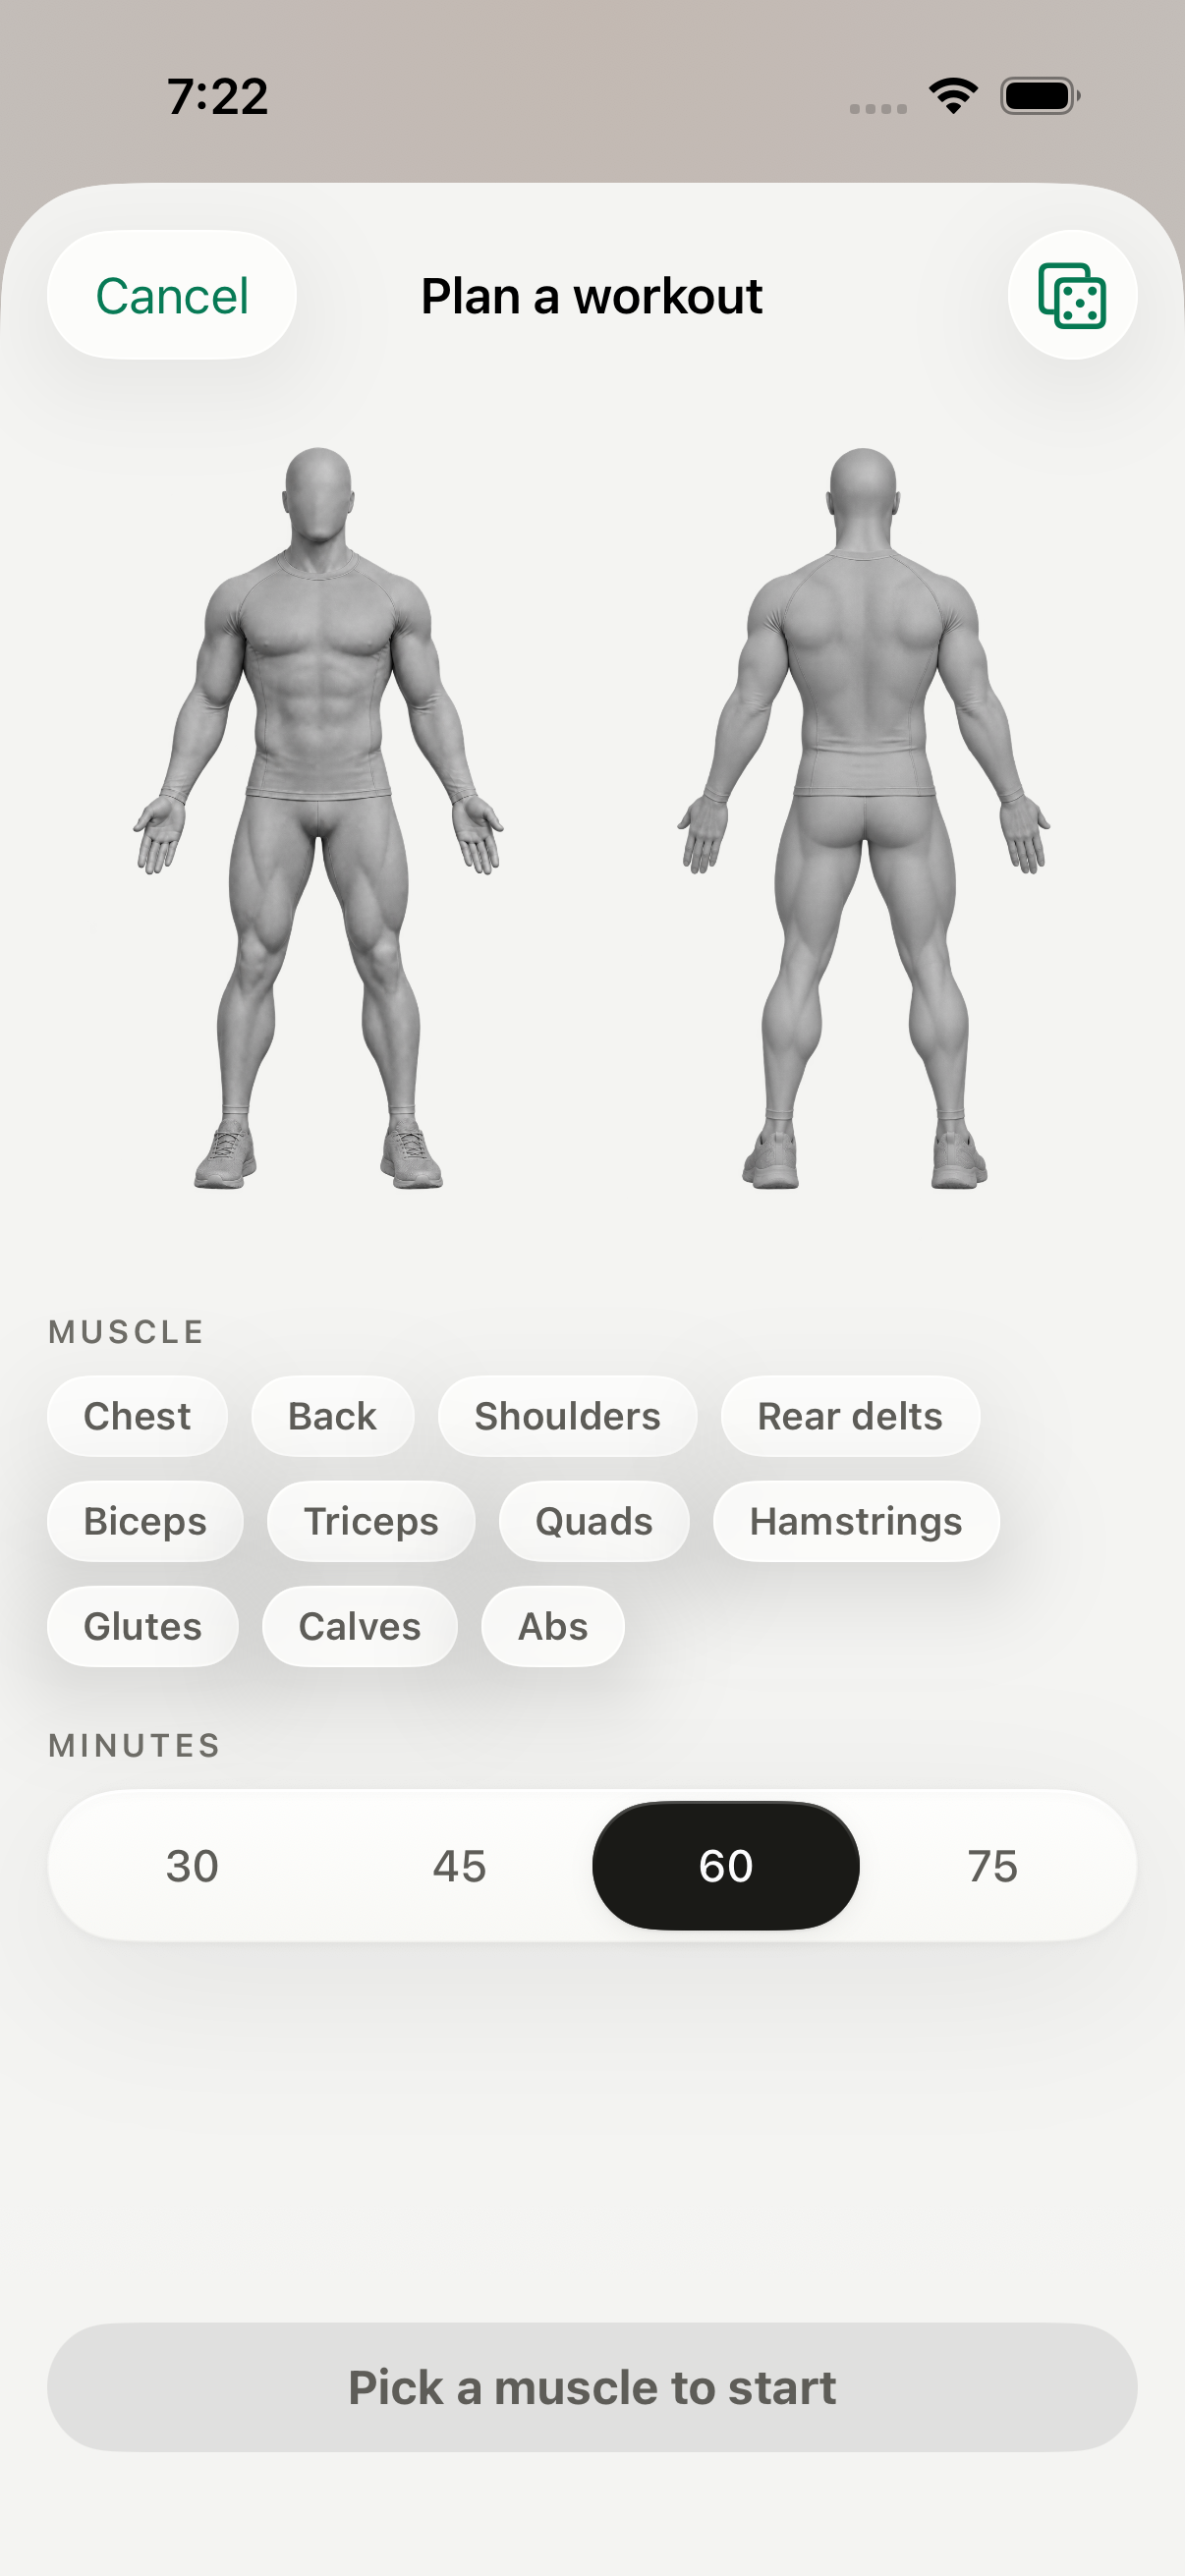 7:22
Cancel
Plan a workout
MUSCLE
Chest Back Shoulders Rear delts
Biceps Triceps Quads Hamstrings
Glutes Calves Abs
MINUTES
30 45 60 75
Pick a muscle to start